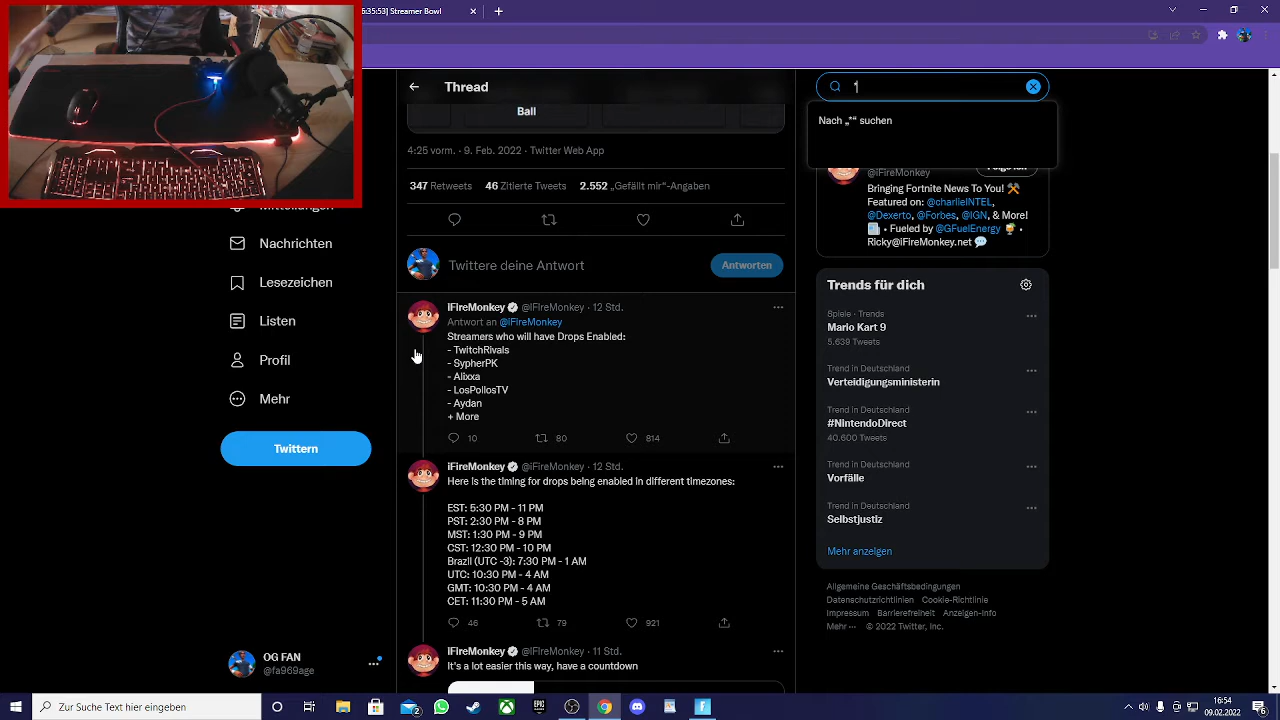 5|53| Streamer Bowl
Thread
*
Nach „*“ suchen
Ball
4:25 vorm. · 9. Feb. 2022 · Twitter Web App
347 Retweets 46 Zitierte Tweets 2.552 „Gefällt mir“-Angaben
@iFireMonkey
Bringing Fortnite News To You! ⚒️
Featured on: @charlieINTEL,
@Dexerto, @Forbes, @IGN, & More!
📰 • Fueled by @GFuelEnergy 🥤 •
Ricky@iFireMonkey.net 💬
Mitteilungen
Nachrichten
Lesezeichen
Listen
Profil
Mehr
Twittern
Twittere deine Antwort
Antworten
iFireMonkey @iFireMonkey · 12 Std.
Antwort an @iFireMonkey
Streamers who will have Drops Enabled:
- TwitchRivals
- SypherPK
- Alixxa
- LosPollosTV
- Aydan
+ More
10 80 814
iFireMonkey @iFireMonkey · 12 Std.
Here is the timing for drops being enabled in different timezones:
EST: 5:30 PM - 11 PM
PST: 2:30 PM - 8 PM
MST: 1:30 PM - 9 PM
CST: 12:30 PM - 10 PM
Brazil (UTC -3): 7:30 PM - 1 AM
UTC: 10:30 PM - 4 AM
GMT: 10:30 PM - 4 AM
CET: 11:30 PM - 5 AM
46 79 921
iFireMonkey @iFireMonkey · 11 Std.
It's a lot easier this way, have a countdown
Trends für dich
Spiele · Trends
Mario Kart 9
5.639 Tweets
Trend in Deutschland
Verteidigungsministerin
Trend in Deutschland
#NintendoDirect
40.600 Tweets
Trend in Deutschland
Vorfälle
Trend in Deutschland
Selbstjustiz
Mehr anzeigen
Allgemeine Geschäftsbedingungen
Datenschutzrichtlinien Cookie-Richtlinie
Impressum Barrierefreiheit Anzeigen-Info
Mehr ··· © 2022 Twitter, Inc.
OG FAN
@fa969age
Zur Suche Text hier eingeben
16:54
09.02.2022